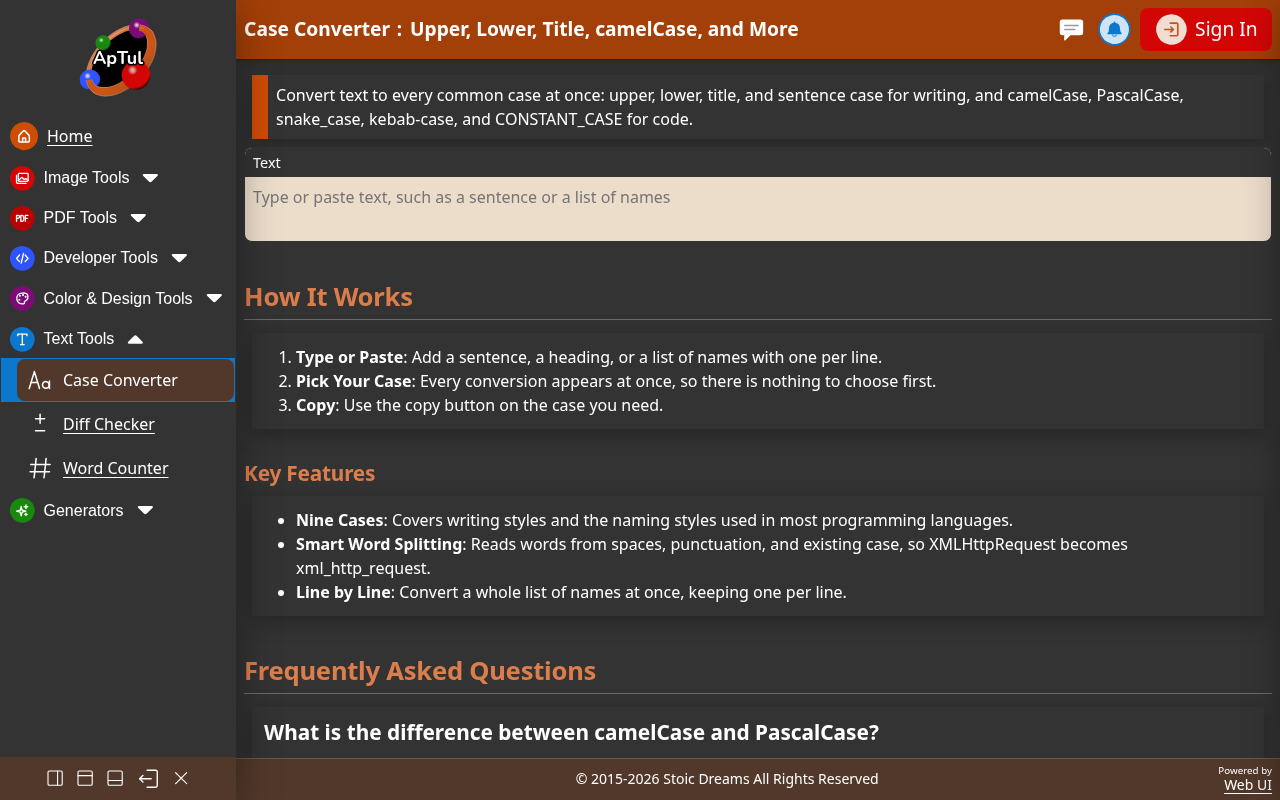 ApTul
Home
Image Tools
PDF
PDF Tools
Developer Tools
Color & Design Tools
Text Tools
Case Converter
Diff Checker
Word Counter
Generators
Case Converter : Upper, Lower, Title, camelCase, and More
Sign In
Convert text to every common case at once: upper, lower, title, and sentence case for writing, and camelCase, PascalCase,
snake_case, kebab-case, and CONSTANT_CASE for code.
Text
Type or paste text, such as a sentence or a list of names
How It Works
1. Type or Paste: Add a sentence, a heading, or a list of names with one per line.
2. Pick Your Case: Every conversion appears at once, so there is nothing to choose first.
3. Copy: Use the copy button on the case you need.
Key Features
• Nine Cases: Covers writing styles and the naming styles used in most programming languages.
• Smart Word Splitting: Reads words from spaces, punctuation, and existing case, so XMLHttpRequest becomes
xml_http_request.
• Line by Line: Convert a whole list of names at once, keeping one per line.
Frequently Asked Questions
What is the difference between camelCase and PascalCase?
© 2015-2026 Stoic Dreams All Rights Reserved
Powered by
Web UI